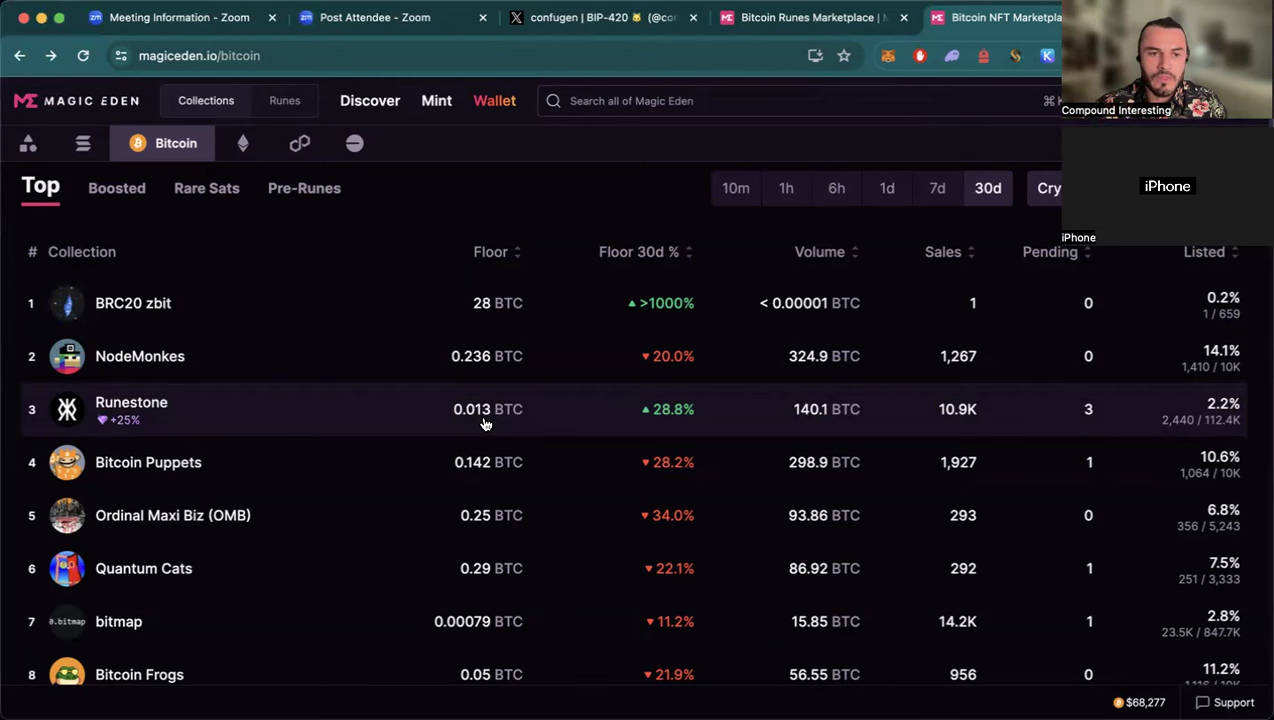 Meeting Information - Zoom
Post Attendee - Zoom
confugen | BIP-420 🐱 (@co
Bitcoin Runes Marketplace |
Bitcoin NFT Marketpla
magiceden.io/bitcoin
MAGIC EDEN
Collections
Runes
Discover
Mint
Wallet
Search all of Magic Eden
⌘K
Compound Interesting
iPhone
iPhone
Bitcoin
Top
Boosted
Rare Sats
Pre-Runes
10m
1h
6h
1d
7d
30d
Cry
# Collection Floor Floor 30d % Volume Sales Pending Listed
1 BRC20 zbit 28 BTC >1000% < 0.00001 BTC 1 0 0.2%
1 / 659
2 NodeMonkes 0.236 BTC 20.0% 324.9 BTC 1,267 0 14.1%
1,410 / 10K
3 Runestone 0.013 BTC 28.8% 140.1 BTC 10.9K 3 2.2%
+25% 2,440 / 112.4K
4 Bitcoin Puppets 0.142 BTC 28.2% 298.9 BTC 1,927 1 10.6%
1,064 / 10K
5 Ordinal Maxi Biz (OMB) 0.25 BTC 34.0% 93.86 BTC 293 0 6.8%
356 / 5,243
6 Quantum Cats 0.29 BTC 22.1% 86.92 BTC 292 1 7.5%
251 / 3,333
7 0.bitmap bitmap 0.00079 BTC 11.2% 15.85 BTC 14.2K 1 2.8%
23.5K / 847.7K
8 Bitcoin Frogs 0.05 BTC 21.9% 56.55 BTC 956 0 11.2%
$68,277
Support